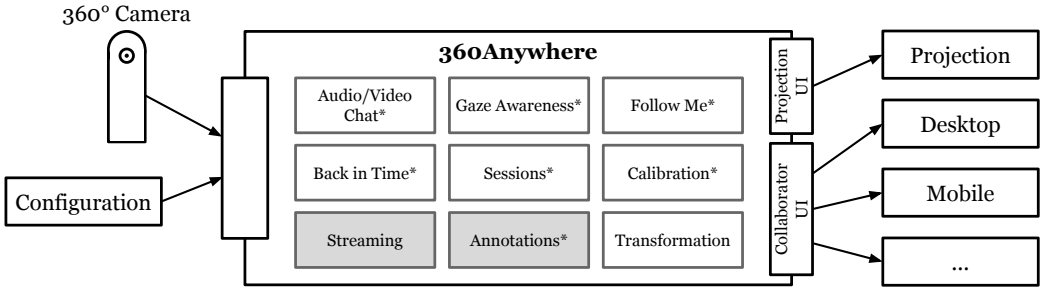 360° Camera
Configuration
360Anywhere
Audio/Video
Chat*
Gaze Awareness*
Follow Me*
Back in Time*
Sessions*
Calibration*
Streaming
Annotations*
Transformation
Projection
UI
Collaborator
UI
Projection
Desktop
Mobile
...